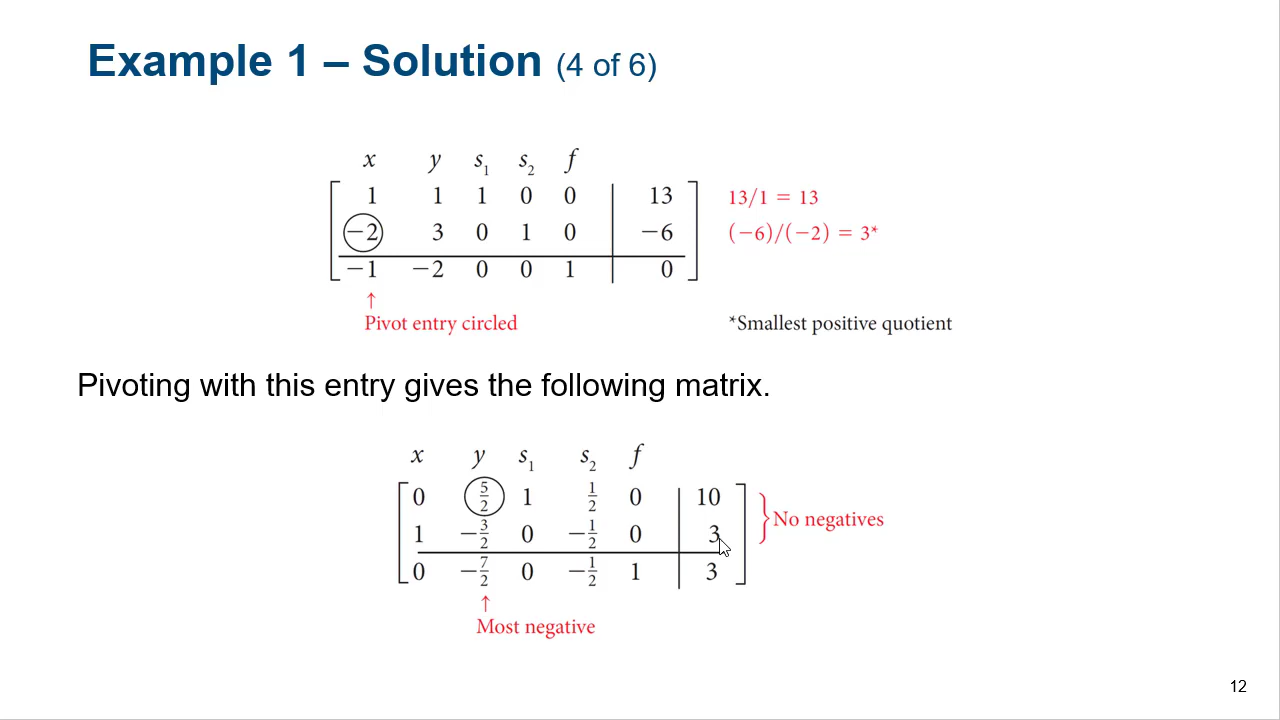 Example 1 – Solution (4 of 6)
x y s₁ s₂ f
1 1 1 0 0 13 13/1 = 13
−2 3 0 1 0 −6 (−6)/(−2) = 3*
−1 −2 0 0 1 0
↑
Pivot entry circled *Smallest positive quotient
Pivoting with this entry gives the following matrix.
x y s₁ s₂ f
0 5/2 1 1/2 0 10
1 −3/2 0 −1/2 0 3
No negatives
0 −7/2 0 −1/2 1 3
↑
Most negative
12